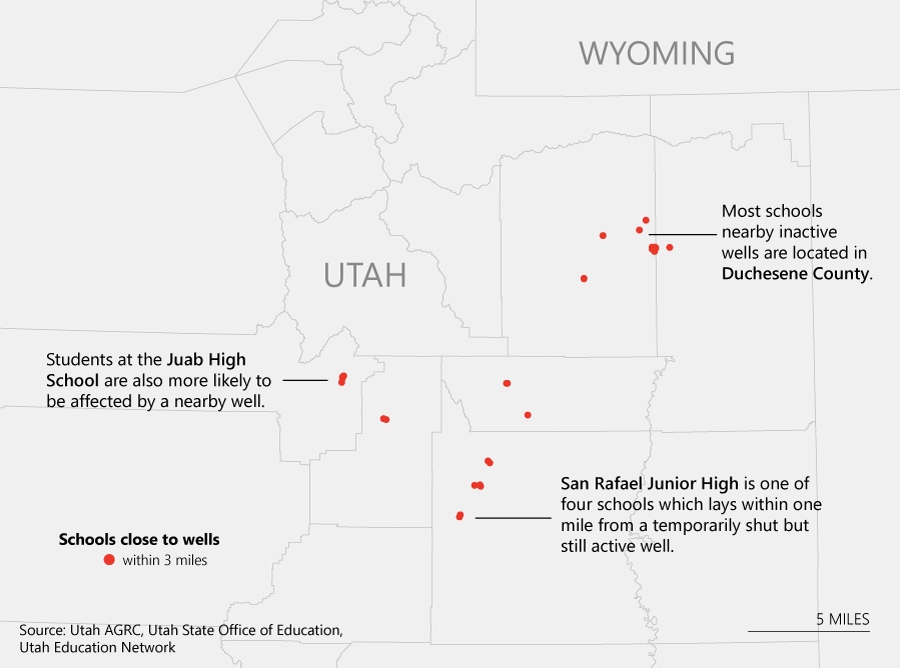 WYOMING
Most schools
nearby inactive
wells are located in
Duchesene County.
UTAH
Students at the Juab High
School are also more likely to
be affected by a nearby well.
San Rafael Junior High is one of
four schools which lays within one
mile from a temporarily shut but
still active well.
Schools close to wells
within 3 miles
5 MILES
Source: Utah AGRC, Utah State Office of Education,
Utah Education Network